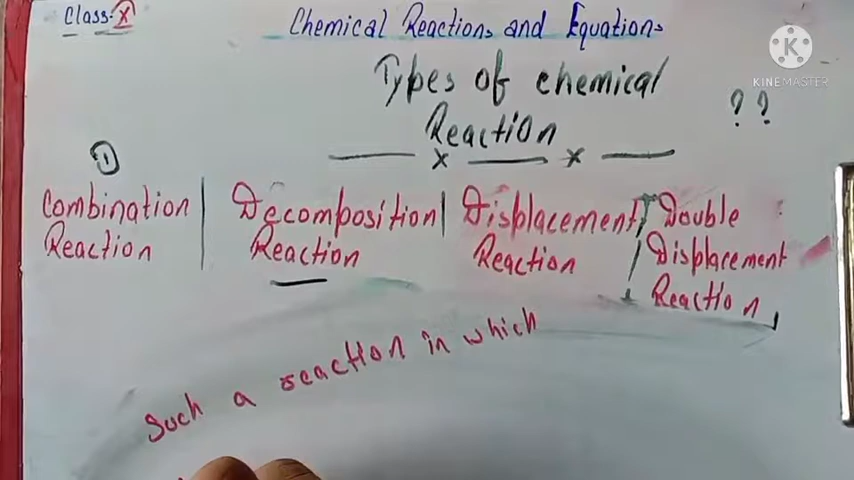 Class-X
Chemical Reactions and Equations
Types of chemical
Reaction
??
K
KINEMASTER
1
Combination
Reaction
Decomposition
Reaction
Displacement
Reaction
Double
Displacement
Reaction
Such a reaction in which